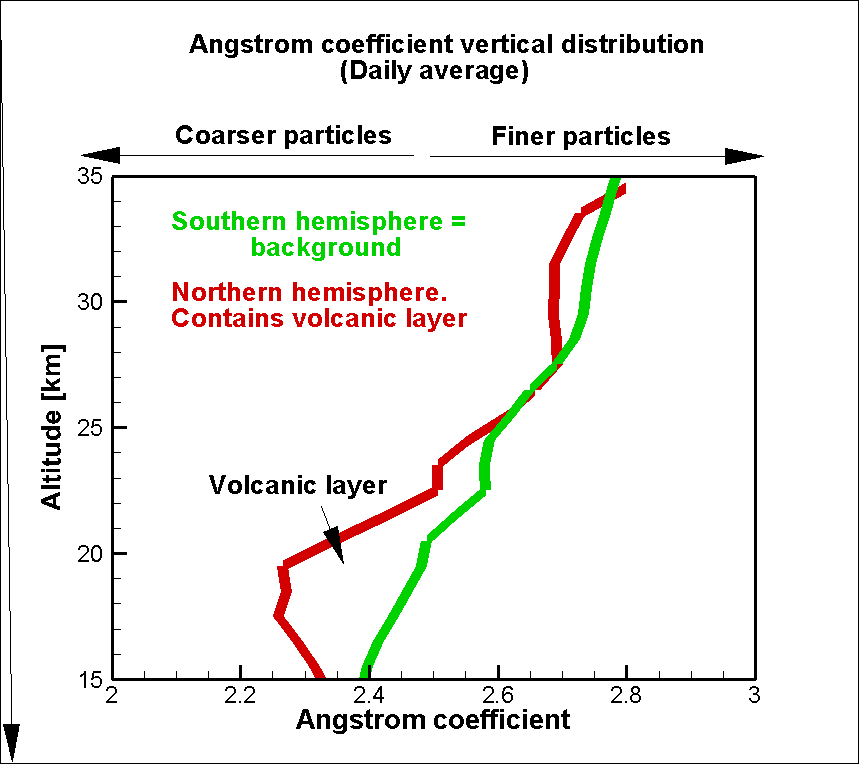 Angstrom coefficient vertical distribution
(Daily average)
Coarser particles
Finer particles
35
Southern hemisphere =
background
Northern hemisphere.
Contains volcanic layer
30
Altitude [km]
25
Volcanic layer
20
15
2
2.2
2.4
2.6
2.8
3
Angstrom coefficient